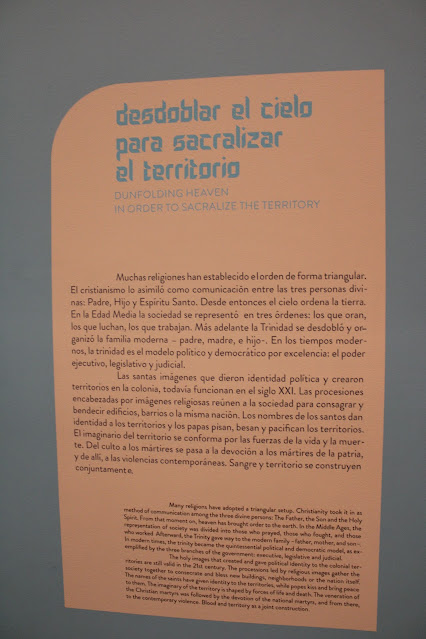 desdoblar el cielo
para sacralizar
el territorio
DUNFOLDING HEAVEN
IN ORDER TO SACRALIZE THE TERRITORY
Muchas religiones han establecido el orden de forma triangular.
El cristianismo lo asimiló como comunicación entre las tres personas divi-
nas: Padre, Hijo y Espíritu Santo. Desde entonces el cielo ordena la tierra.
En la Edad Media la sociedad se representó en tres órdenes: los que oran,
los que luchan, los que trabajan. Más adelante la Trinidad se desdobló y or-
ganizó la familia moderna – padre, madre, e hijo-. En los tiempos moder-
nos, la trinidad es el modelo político y democrático por excelencia: el poder
ejecutivo, legislativo y judicial.
Las santas imágenes que dieron identidad política y crearon
territorios en la colonia, todavía funcionan en el siglo XXI. Las procesiones
encabezadas por imágenes religiosas reúnen a la sociedad para consagrar y
bendecir edificios, barrios o la misma nación. Los nombres de los santos dan
identidad a los territorios y los papas pisan, besan y pacifican los territorios.
El imaginario del territorio se conforma por las fuerzas de la vida y la muer-
te. Del culto a los mártires se pasa a la devoción a los mártires de la patria,
y de allí, a las violencias contemporáneas. Sangre y territorio se construyen
conjuntamente.
Many religions have adopted a triangular setup. Christianity took it in as
method of communication among the three divine persons: The Father, the Son and the Holy
Spirit. From that moment on, heaven has brought order to the earth. In the Middle Ages, the
representation of society was divided into those who prayed, those who fought, and those
who worked. Afterward, the Trinity gave way to the modern family –father, mother, and son-.
In modern times, the trinity became the quintessential political and democratic model, as ex-
emplified by the three branches of the government: executive, legislative and judicial.
The holy images that created and gave political identity to the colonial ter-
ritories are still valid in the 21st century. The processions led by religious images gather the
society together to consecrate and bless new buildings, neighborhoods or the nation itself.
The names of the saints have given identity to the territories, while popes kiss and bring peace
to them. The imaginary of the territory is shaped by forces of life and death. The veneration of
the Christian martyrs was followed by the devotion of the national martyrs, and from there,
to the contemporary violence. Blood and territory as a joint construction.